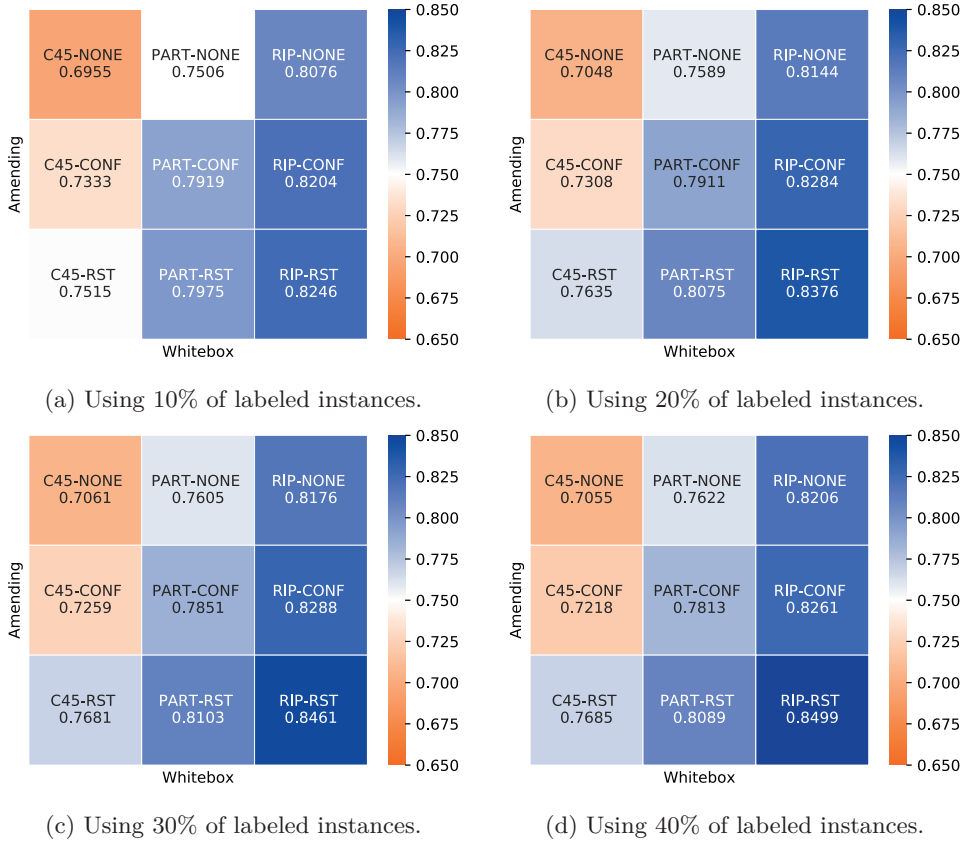 C45-NONE
0.6955
PART-NONE
0.7506
RIP-NONE
0.8076
C45-CONF
0.7333
PART-CONF
0.7919
RIP-CONF
0.8204
C45-RST
0.7515
PART-RST
0.7975
RIP-RST
0.8246
Amending
Whitebox
0.850
0.825
0.800
0.775
0.750
0.725
0.700
0.675
0.650
(a) Using 10% of labeled instances.
C45-NONE
0.7048
PART-NONE
0.7589
RIP-NONE
0.8144
C45-CONF
0.7308
PART-CONF
0.7911
RIP-CONF
0.8284
C45-RST
0.7635
PART-RST
0.8075
RIP-RST
0.8376
Amending
Whitebox
0.850
0.825
0.800
0.775
0.750
0.725
0.700
0.675
0.650
(b) Using 20% of labeled instances.
C45-NONE
0.7061
PART-NONE
0.7605
RIP-NONE
0.8176
C45-CONF
0.7259
PART-CONF
0.7851
RIP-CONF
0.8288
C45-RST
0.7681
PART-RST
0.8103
RIP-RST
0.8461
Amending
Whitebox
0.850
0.825
0.800
0.775
0.750
0.725
0.700
0.675
0.650
(c) Using 30% of labeled instances.
C45-NONE
0.7055
PART-NONE
0.7622
RIP-NONE
0.8206
C45-CONF
0.7218
PART-CONF
0.7813
RIP-CONF
0.8261
C45-RST
0.7685
PART-RST
0.8089
RIP-RST
0.8499
Amending
Whitebox
0.850
0.825
0.800
0.775
0.750
0.725
0.700
0.675
0.650
(d) Using 40% of labeled instances.